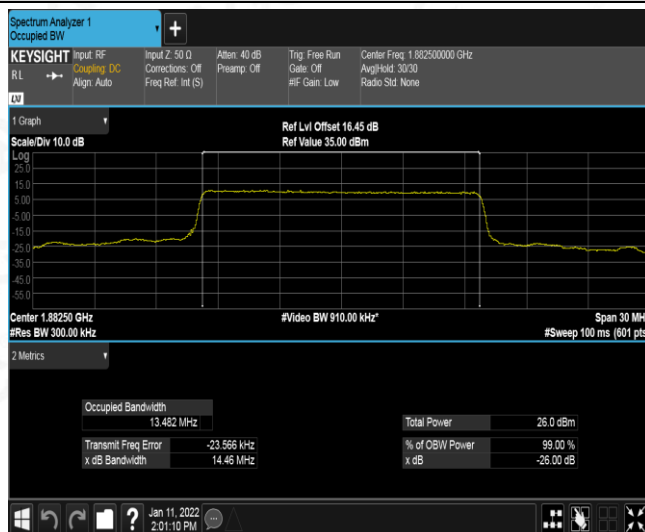 Spectrum Analyzer 1
Occupied BW
+
KEYSIGHT
RL
LXI
Input: RF
Coupling: DC
Align: Auto
Input Z: 50 Ω
Corrections: Off
Freq Ref: Int (S)
Atten: 40 dB
Preamp: Off
Trig: Free Run
Gate: Off
#IF Gain: Low
Center Freq: 1.882500000 GHz
Avg|Hold: 30/30
Radio Std: None
1 Graph
Scale/Div 10.0 dB
Ref Lvl Offset 16.45 dB
Ref Value 35.00 dBm
Log
25.0
15.0
5.00
-5.00
-15.0
-25.0
-35.0
-45.0
-55.0
Center 1.88250 GHz
#Video BW 910.00 kHz*
Span 30 MH
#Res BW 300.00 kHz
#Sweep 100 ms (601 pts
2 Metrics
Occupied Bandwidth
13.482 MHz
Total Power 26.0 dBm
Transmit Freq Error -23.566 kHz
% of OBW Power 99.00 %
x dB Bandwidth 14.46 MHz
x dB -26.00 dB
?
Jan 11, 2022
2:01:10 PM